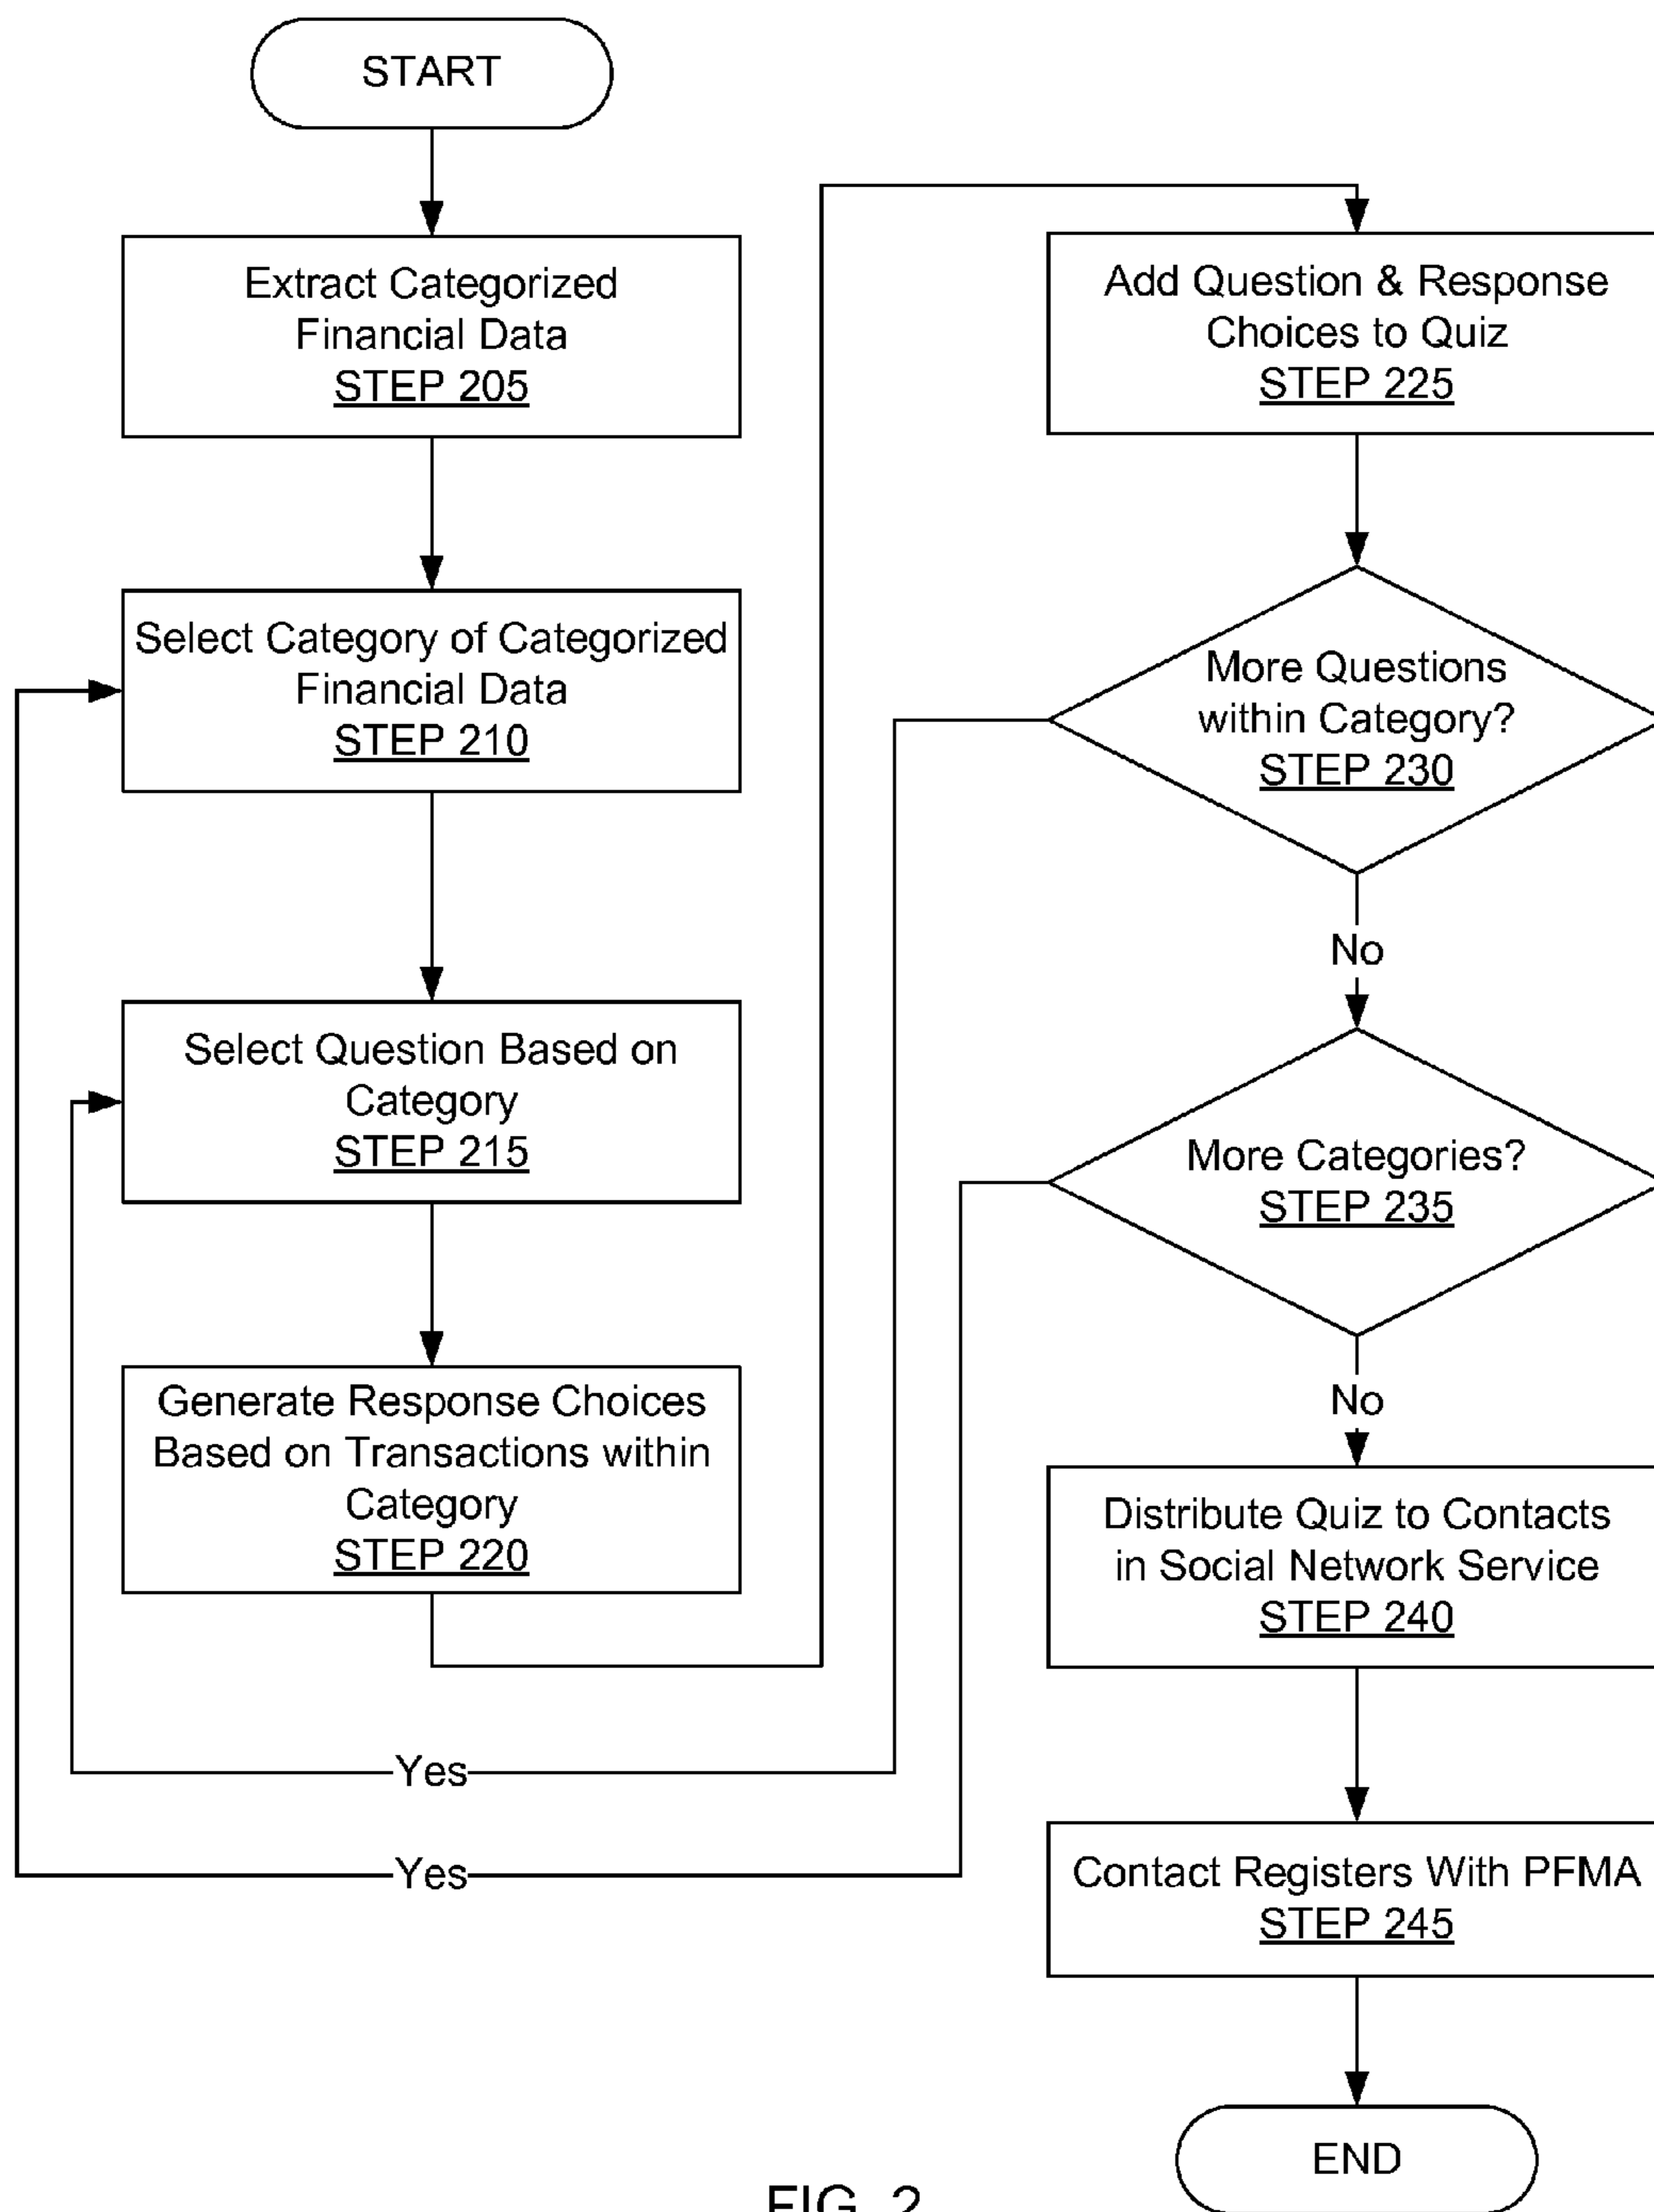 START
Extract Categorized
Financial Data
STEP 205
Select Category of Categorized
Financial Data
STEP 210
Select Question Based on
Category
STEP 215
Generate Response Choices
Based on Transactions within
Category
STEP 220
Add Question & Response
Choices to Quiz
STEP 225
More Questions
within Category?
STEP 230
No
More Categories?
STEP 235
No
Distribute Quiz to Contacts
in Social Network Service
STEP 240
Yes
Yes
Contact Registers With PFMA
STEP 245
END
FIG. 2